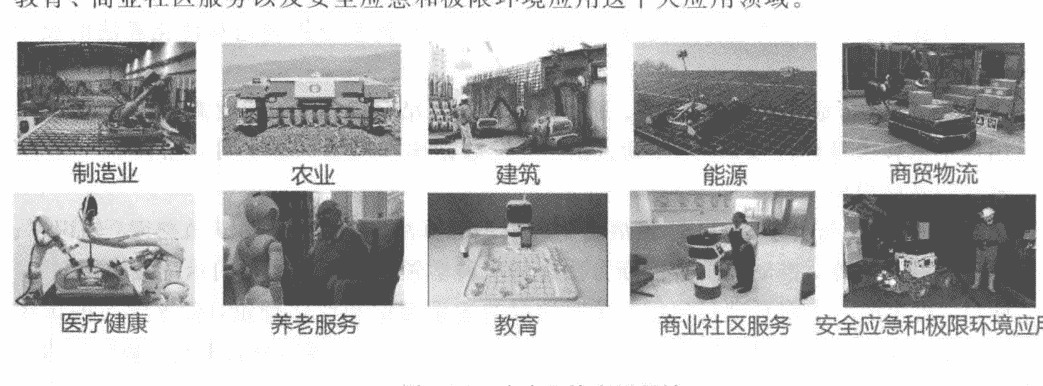 教育、商业社区服务以及安全应急和极限环境应用这十大应用领域。
制造业 农业 建筑 能源 商贸物流
医疗健康 养老服务 教育 商业社区服务 安全应急和极限环境应用